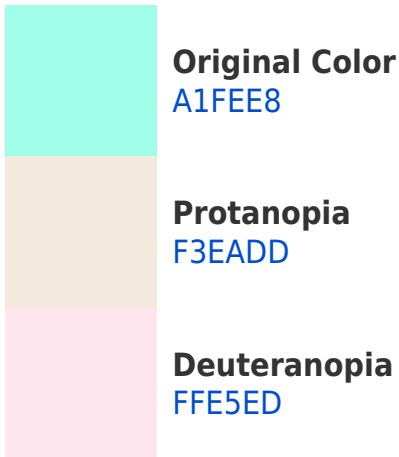 Original Color
A1FEE8
Protanopia
F3EADD
Deuteranopia
FFE5ED